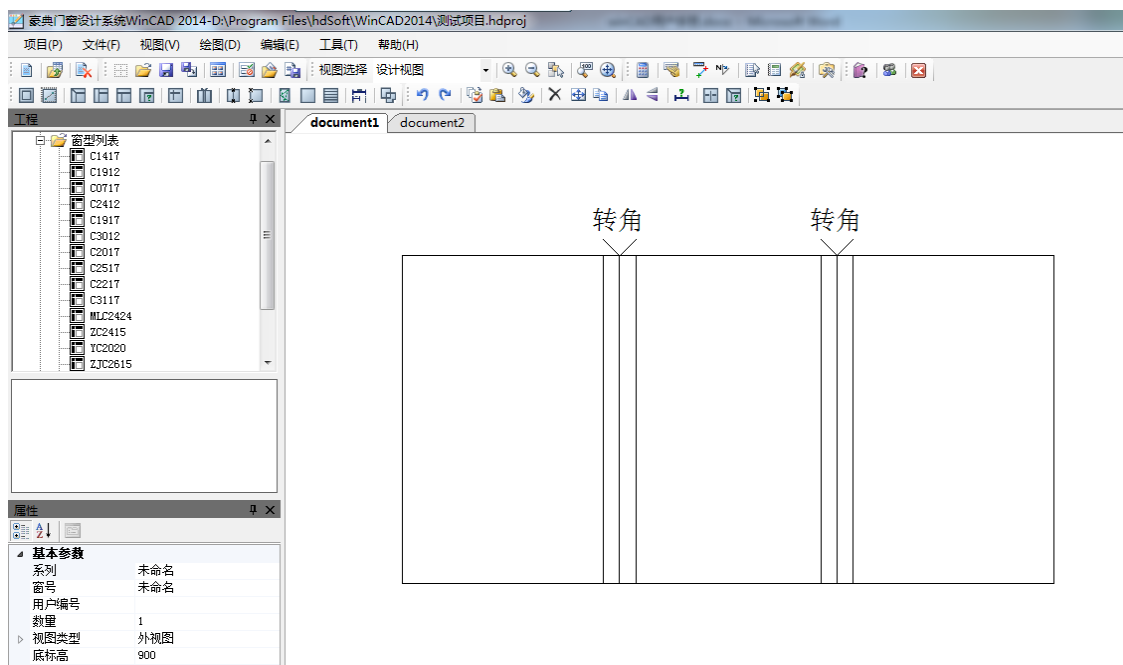 豪典门窗设计系统WinCAD 2014-D:\Program Files\hdSoft\WinCAD2014\测试项目.hdproj
项目(P) 文件(F) 视图(V) 绘图(D) 编辑(E) 工具(T) 帮助(H)
视图选择 设计视图
工程
document1 document2
窗型列表
C1417
C1912
C0717
C2412
C1917
C3012
C2017
C2517
C2217
C3117
MLC2424
ZC2415
YC2020
ZJC2615
转角 转角
属性
基本参数
系列 未命名
窗号 未命名
用户编号
数量 1
视图类型 外视图
底标高 900